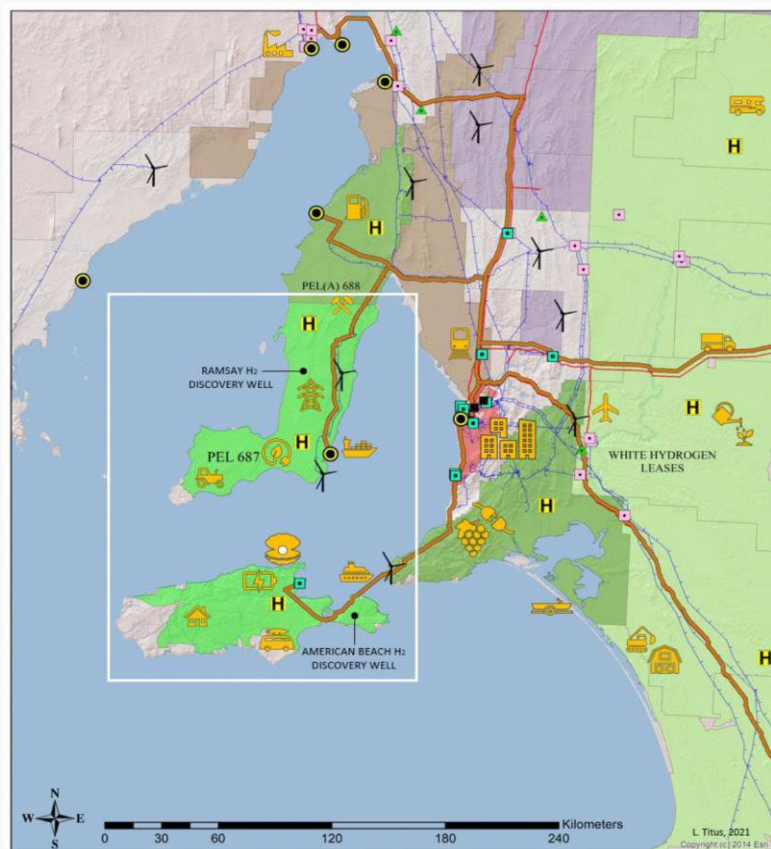 H
H
PEL(A) 688
H
RAMSAY H₂
DISCOVERY WELL
H
PEL 687
H
WHITE HYDROGEN
LEASES
H
H
AMERICAN BEACH H₂
DISCOVERY WELL
H
N
W E
S
Kilometers
0 30 60 120 180 240
L. Titus, 2021
Copyright (c) 2014 Esri